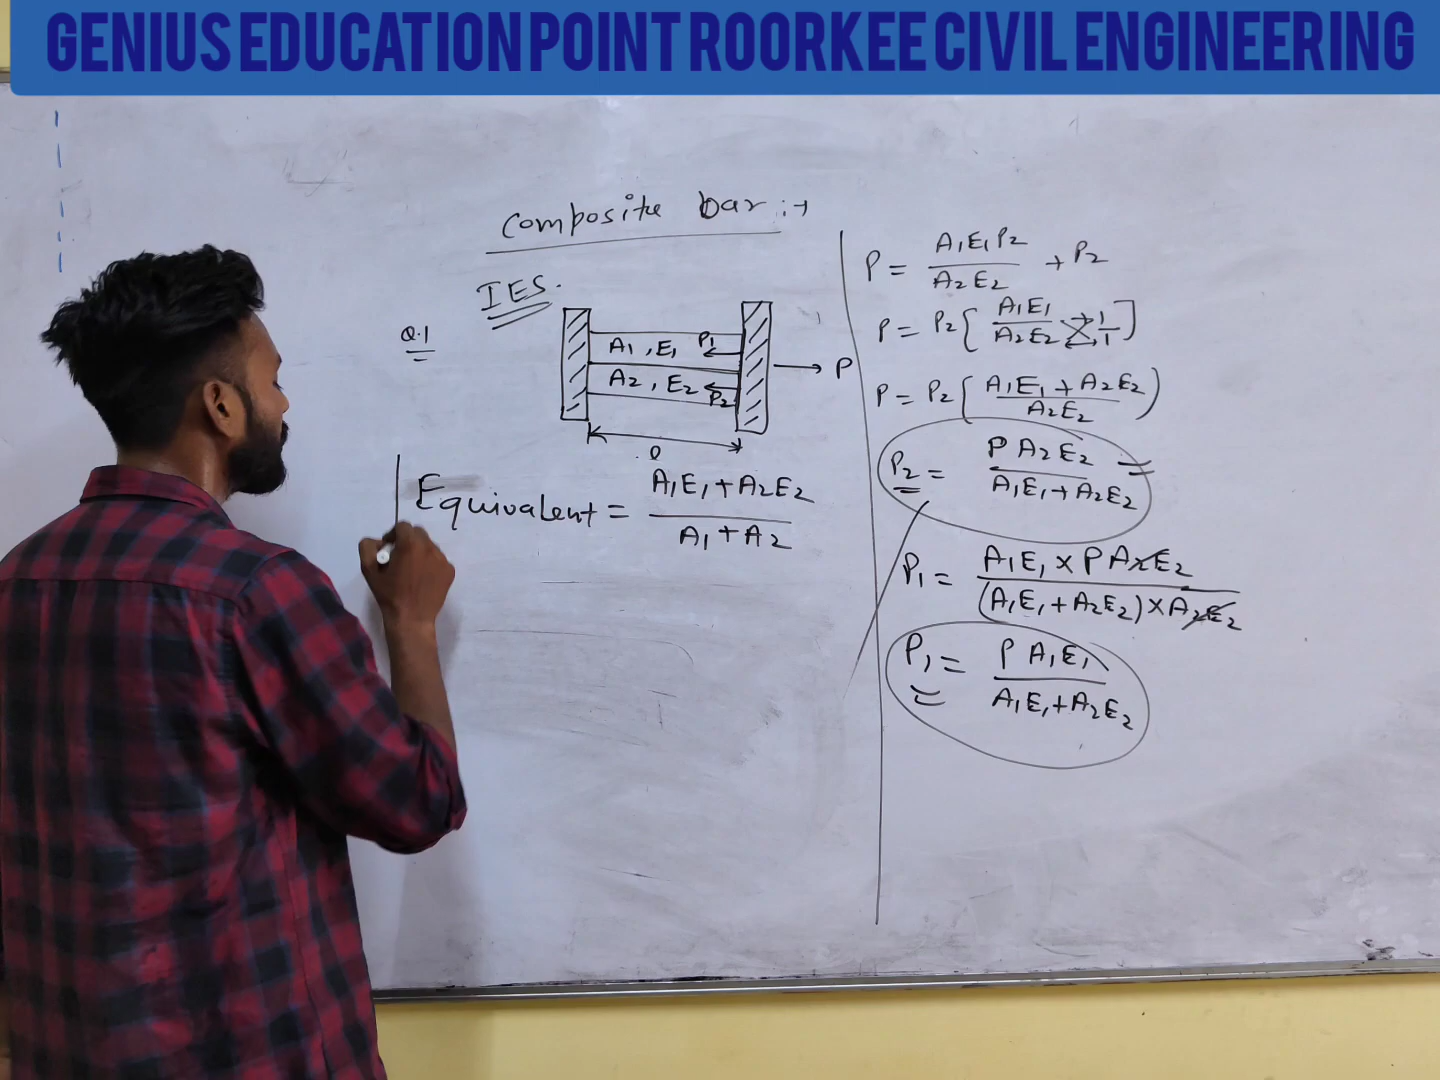 GENIUS EDUCATION POINT ROORKEE CIVIL ENGINEERING
Composite bar :→
IES.
Q.1
A1, E1 P1
A2, E2 P2
P
l
Equivalent = A1E1+A2E2 / A1+A2
P = A1E1P2 / A2E2 + P2
P = P2 [ A1E1 / A2E2 + 1/1 ]
P = P2 ( A1E1 + A2E2 / A2E2 )
P2 = P A2E2 / A1E1+A2E2
P1 = A1E1 × P A2E2 / (A1E1+A2E2) × A2E2
P1 = P A1E1 / A1E1+A2E2